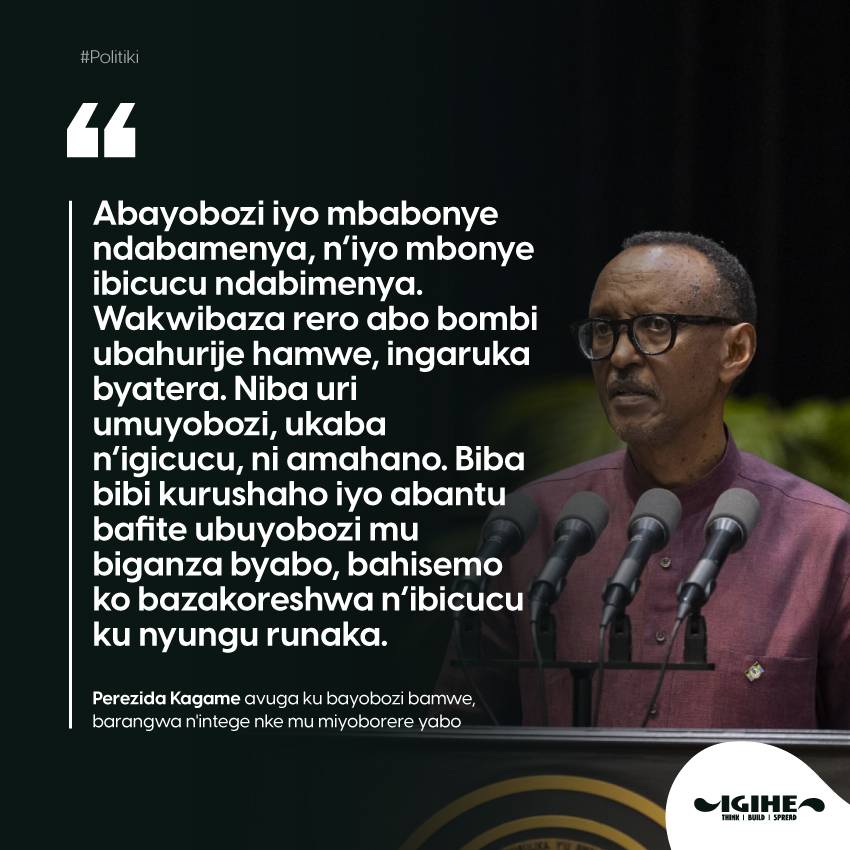 #Politiki
“
Abayobozi iyo mbabonye
ndabamenya, n‘iyo mbonye
ibicucu ndabimenya.
Wakwibaza rero abo bombi
ubahurije hamwe, ingaruka
byatera. Niba uri
umuyobozi, ukaba
n‘igicucu, ni amahano. Biba
bibi kurushaho iyo abantu
bafite ubuyobozi mu
biganza byabo, bahisemo
ko bazakoreshwa n‘ibicucu
ku nyungu runaka.
Perezida Kagame avuga ku bayobozi bamwe,
barangwa n'intege nke mu miyoborere yabo
IGIHE
THINK | BUILD | SPREAD